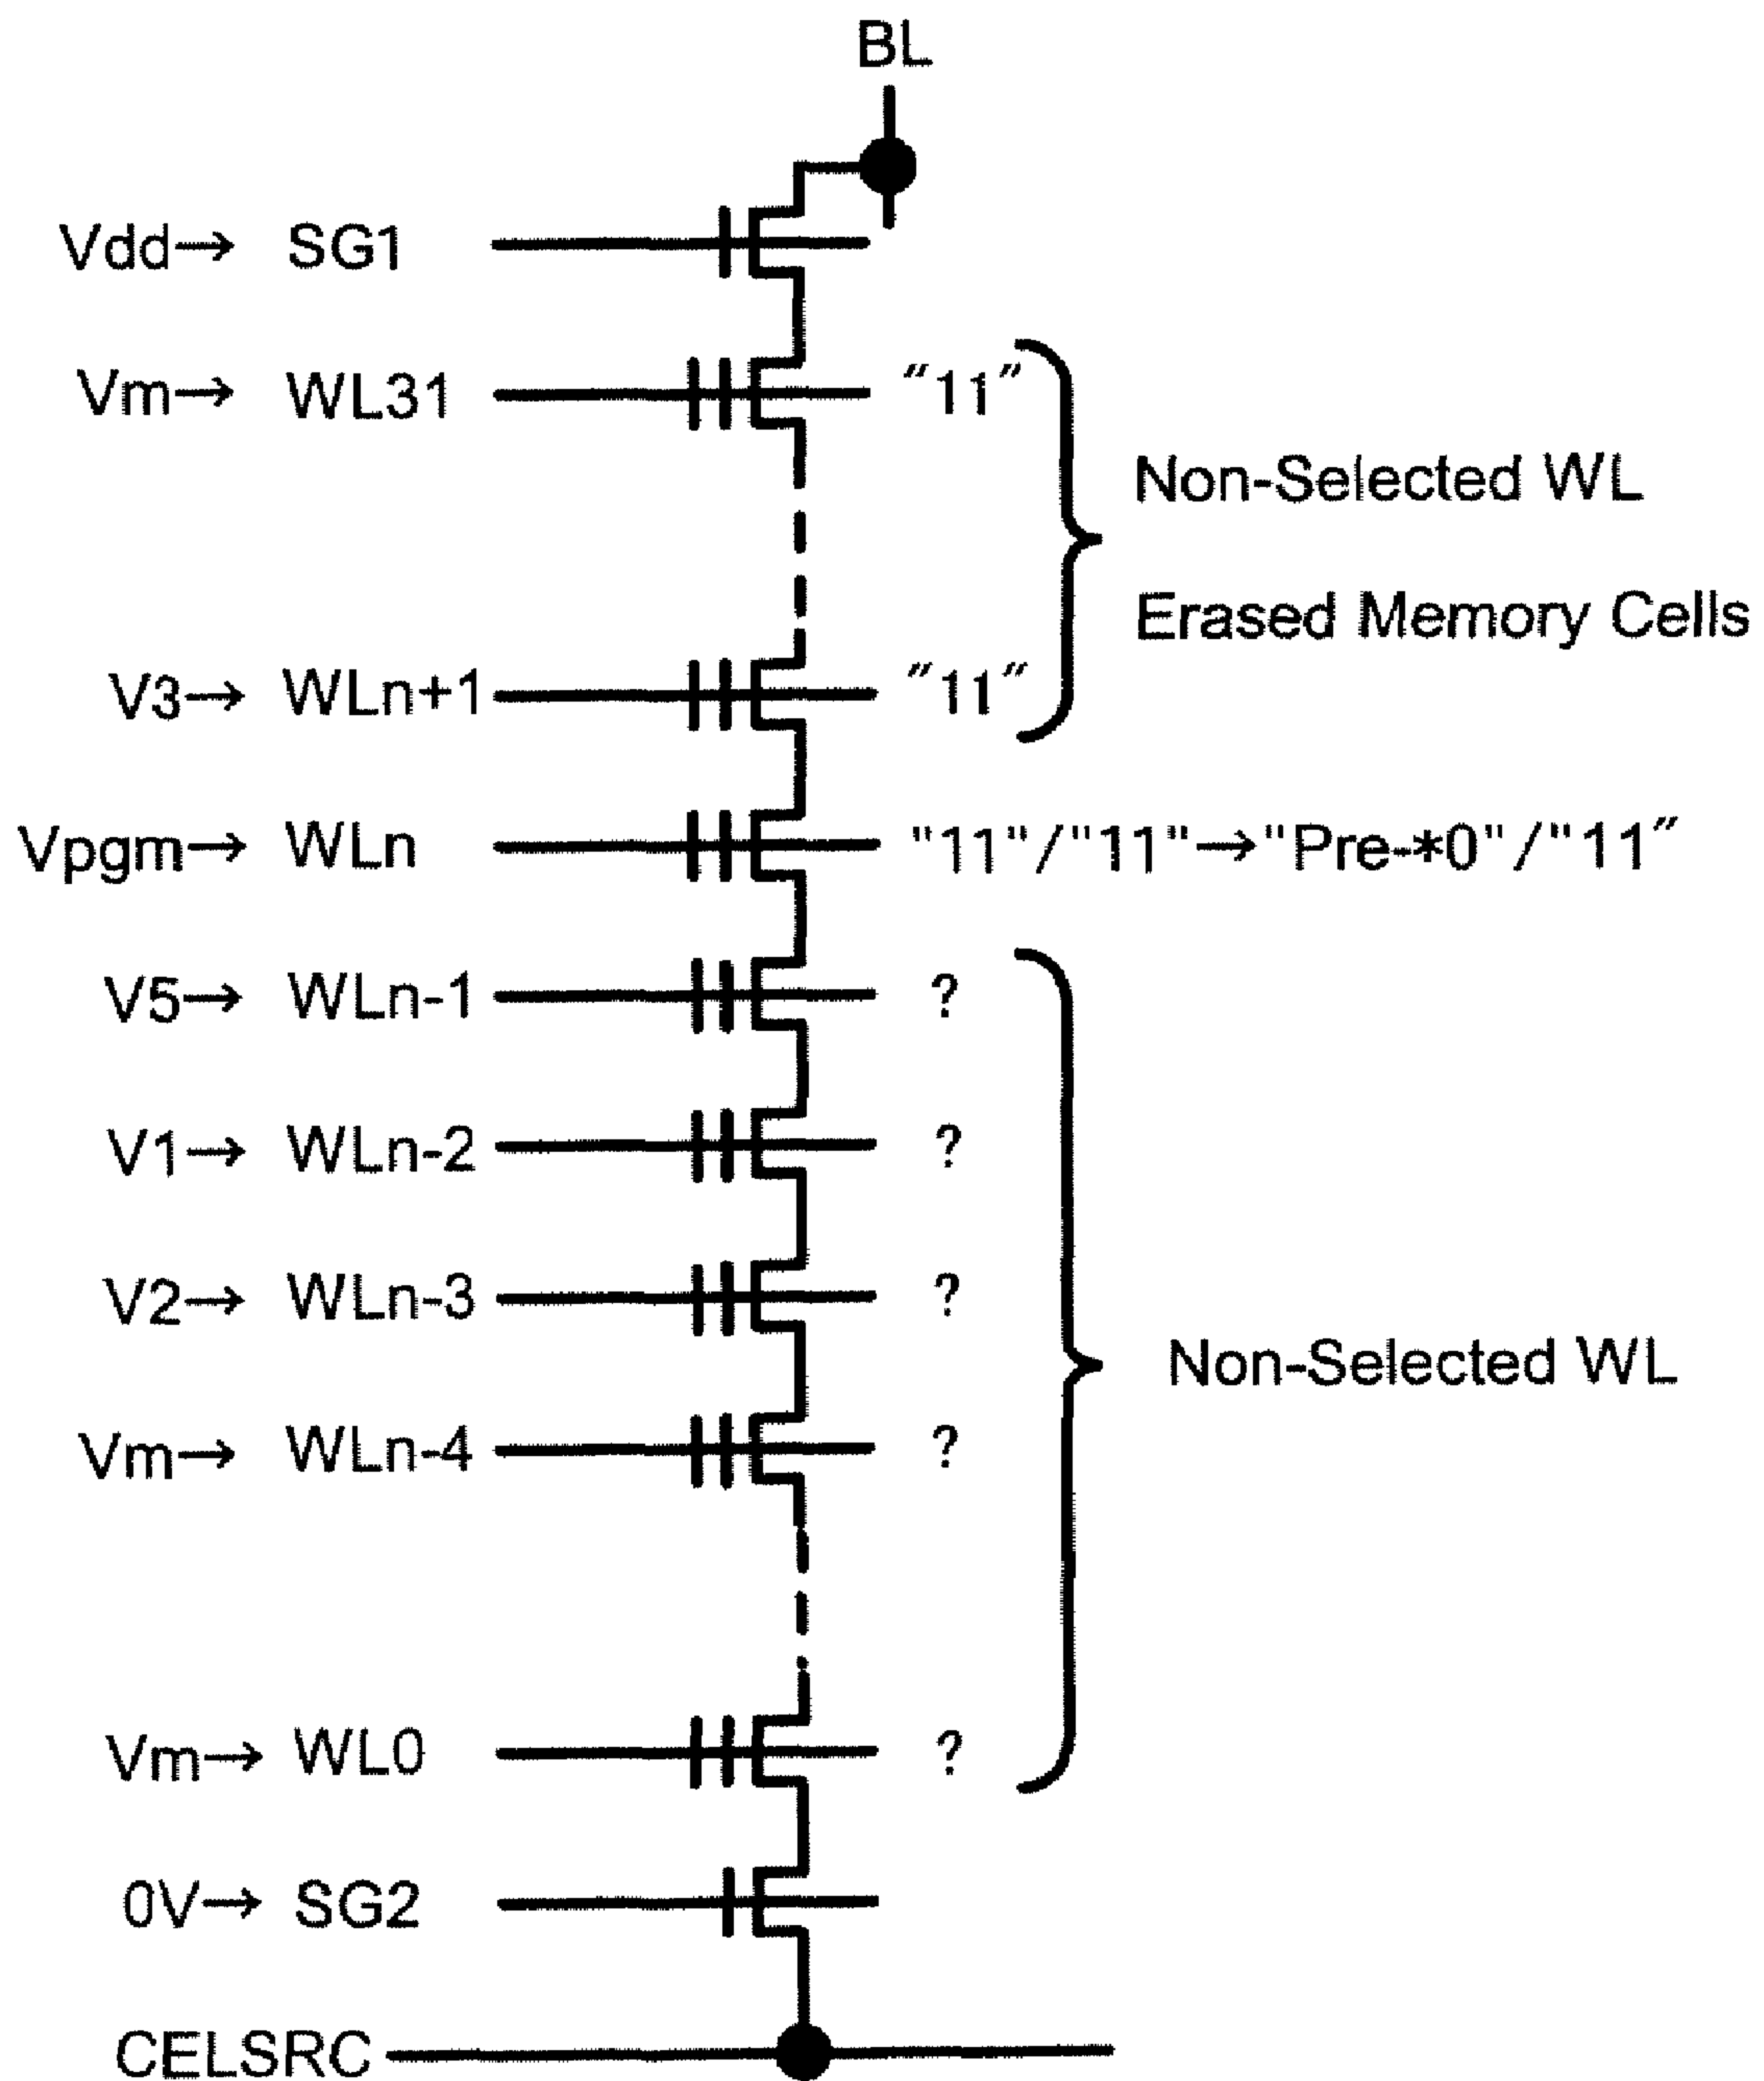 BL
Vdd→ SG1
Vm→ WL31 "11"
Non-Selected WL
Erased Memory Cells
V3→ WLn+1 "11"
Vpgm→ WLn "11"/"11"→"Pre-*0"/"11"
V5→ WLn-1 ?
V1→ WLn-2 ?
V2→ WLn-3 ?
Non-Selected WL
Vm→ WLn-4 ?
Vm→ WL0 ?
0V→ SG2
CELSRC